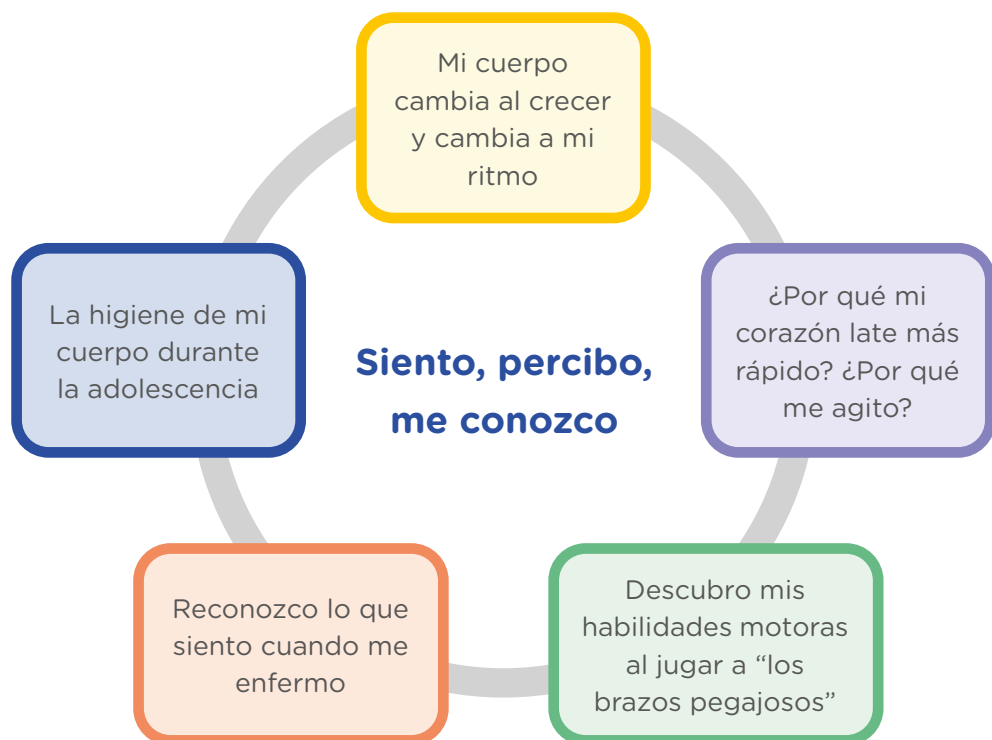 Mi cuerpo
cambia al crecer
y cambia a mi
ritmo
¿Por qué mi
corazón late más
rápido? ¿Por qué
me agito?
Descubro mis
habilidades motoras
al jugar a “los
brazos pegajosos”
Reconozco lo que
siento cuando me
enfermo
La higiene de mi
cuerpo durante
la adolescencia
Siento, percibo,
me conozco